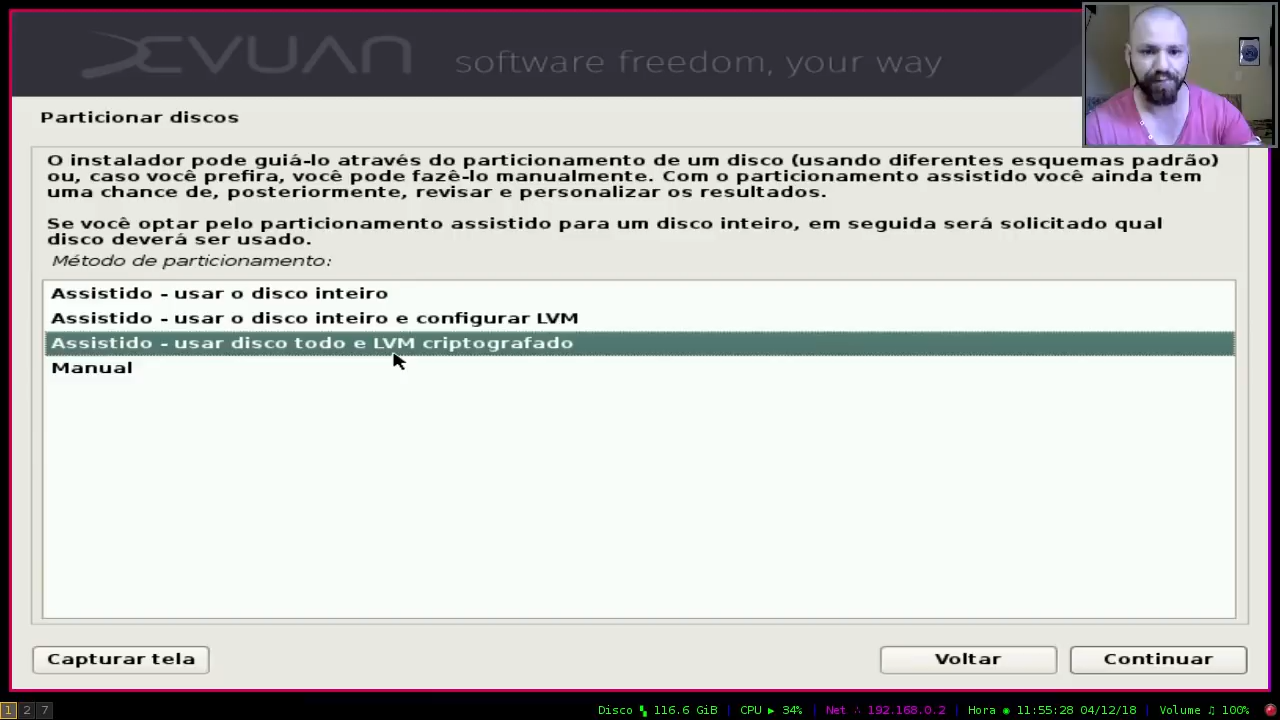 DEVUAN software freedom, your way
Particionar discos
O instalador pode guiá-lo através do particionamento de um disco (usando diferentes esquemas padrão)
ou, caso você prefira, você pode fazê-lo manualmente. Com o particionamento assistido você ainda tem
uma chance de, posteriormente, revisar e personalizar os resultados.
Se você optar pelo particionamento assistido para um disco inteiro, em seguida será solicitado qual
disco deverá ser usado.
Método de particionamento:
Assistido - usar o disco inteiro
Assistido - usar o disco inteiro e configurar LVM
Assistido - usar disco todo e LVM criptografado
Manual
Capturar tela
Voltar
Continuar
1 2 7
Disco 116.6 GiB | CPU ▶ 34% | Net ∴ 192.168.0.2 | Hora ◉ 11:55:28 04/12/18 | Volume ♫ 100%